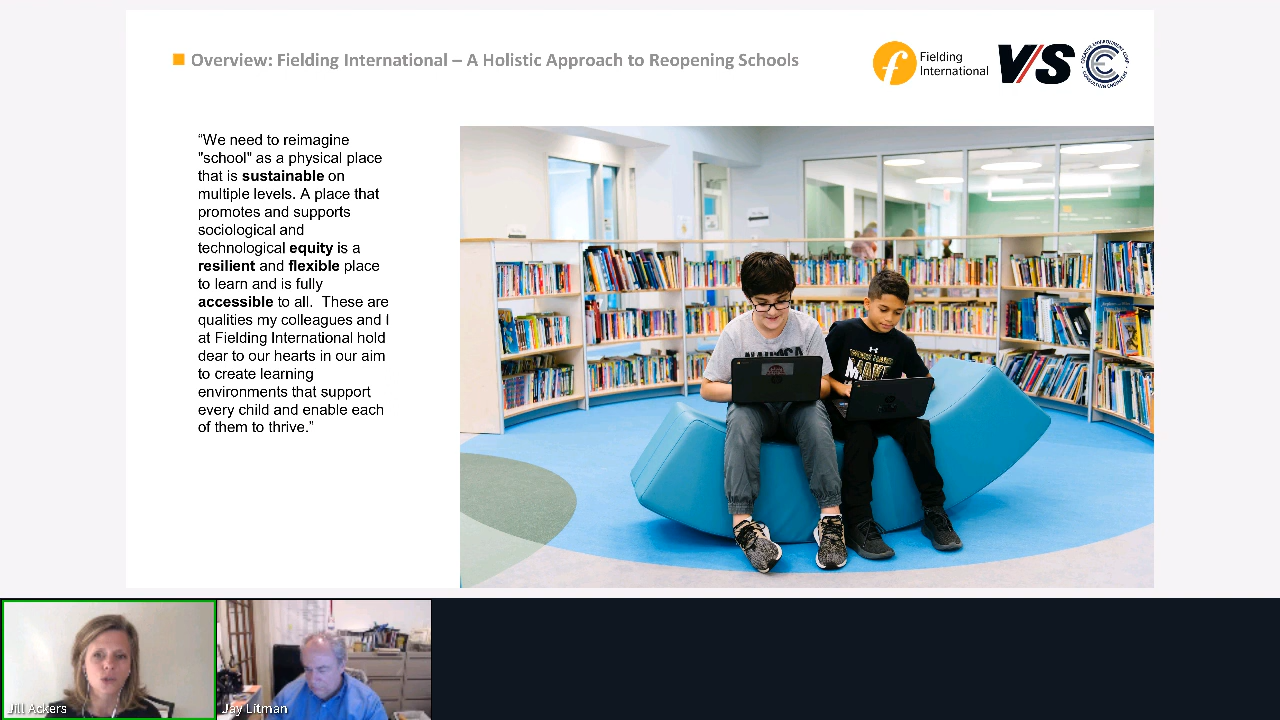 Overview: Fielding International – A Holistic Approach to Reopening Schools
Fielding
International
VS
“We need to reimagine
"school" as a physical place
that is sustainable on
multiple levels. A place that
promotes and supports
sociological and
technological equity is a
resilient and flexible place
to learn and is fully
accessible to all.  These are
qualities my colleagues and I
at Fielding International hold
dear to our hearts in our aim
to create learning
environments that support
every child and enable each
of them to thrive.”
MAKE
Jill Ackers
Jay Litman